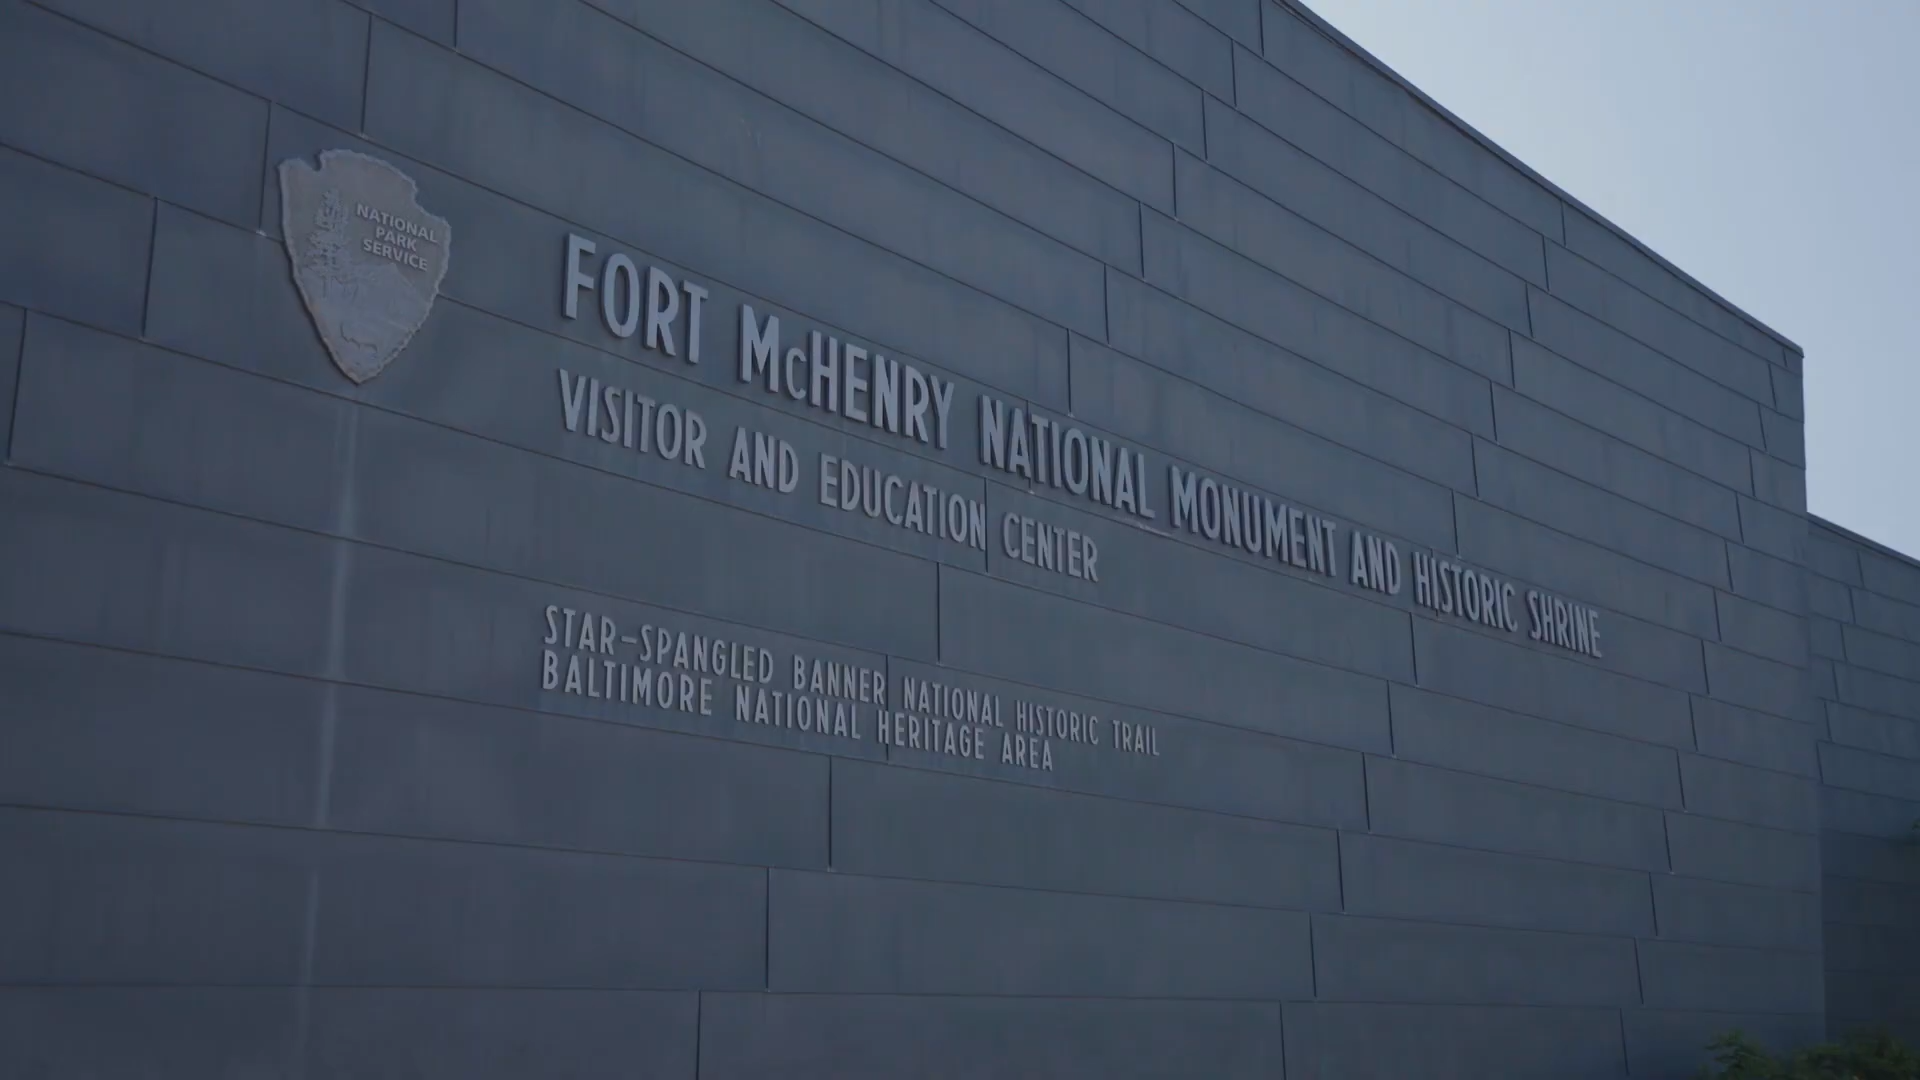 NATIONAL
PARK
SERVICE
FORT McHENRY NATIONAL MONUMENT AND HISTORIC SHRINE
VISITOR AND EDUCATION CENTER
STAR-SPANGLED BANNER NATIONAL HISTORIC TRAIL
BALTIMORE NATIONAL HERITAGE AREA